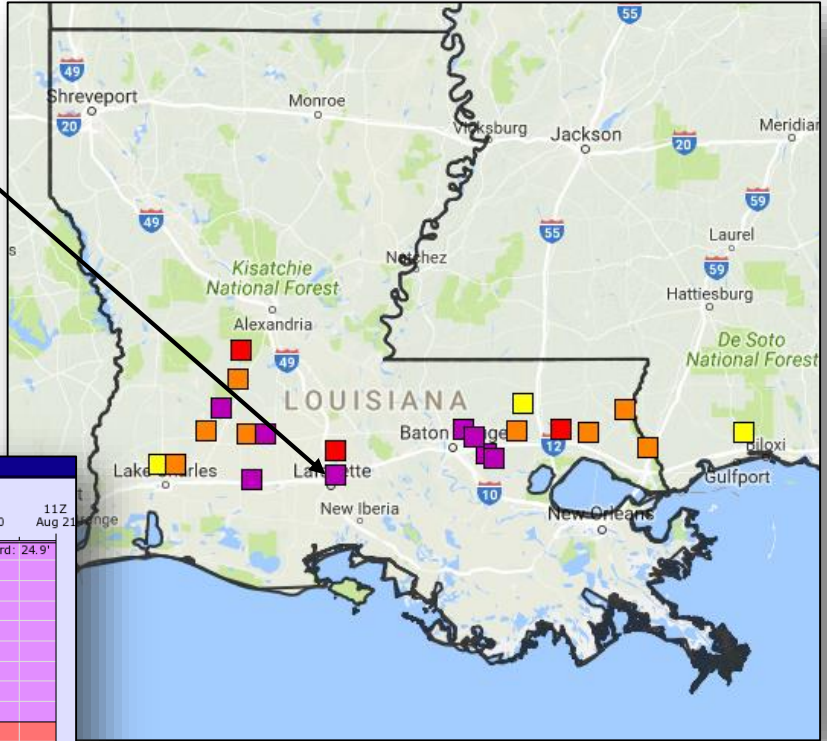 55
49
Shreveport
Monroe
20
Vicksburg
Jackson
20
Meridian
59
49
55
Laurel
Natchez
59
Kisatchie
National Forest
Hattiesburg
Alexandria
49
De Soto
National Forest
LOUISIANA
Baton
12
Biloxi
Lake
Gulfport
10
New Iberia
New Orleans
11Z
Aug 21
rd: 24.9'